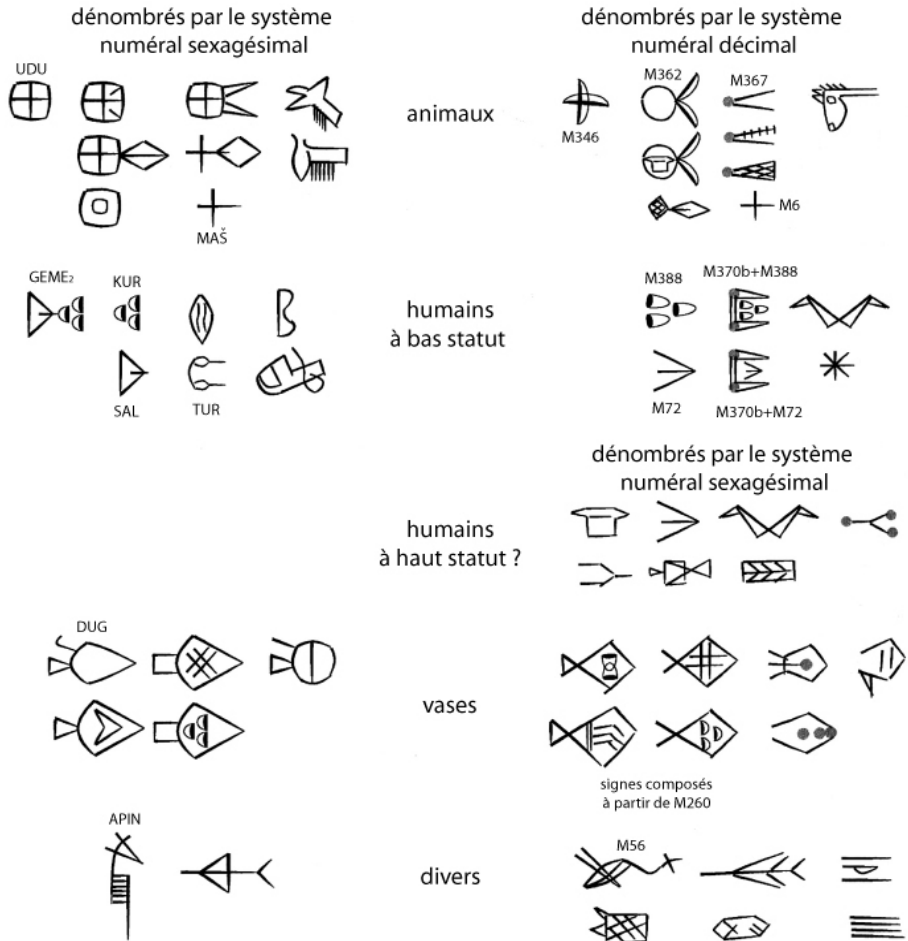 dénombrés par le système
numéral sexagésimal
dénombrés par le système
numéral décimal
UDU
MAŠ
animaux
M346
M362
M367
M6
GEME₂
KUR
SAL
TUR
humains
à bas statut
M388
M370b+M388
M72
M370b+M72
dénombrés par le système
numéral sexagésimal
humains
à haut statut ?
DUG
vases
signes composés
à partir de M260
APIN
divers
M56